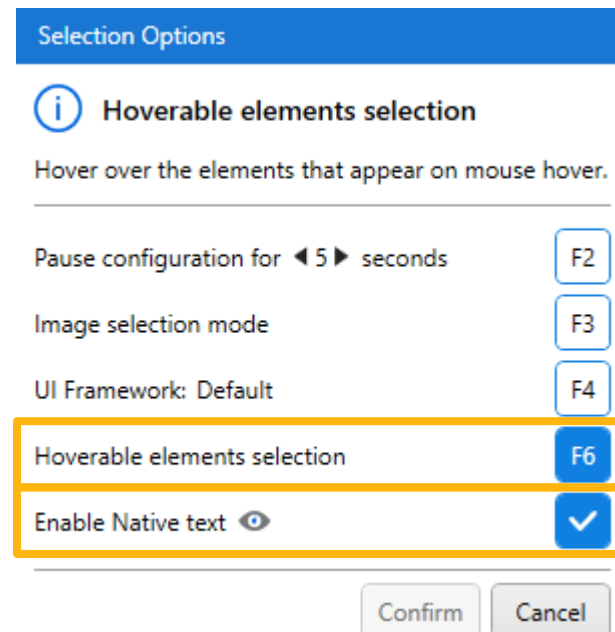 Selection Options
i Hoverable elements selection
Hover over the elements that appear on mouse hover.
Pause configuration for 5 seconds F2
Image selection mode F3
UI Framework: Default F4
Hoverable elements selection F6
Enable Native text
Confirm Cancel